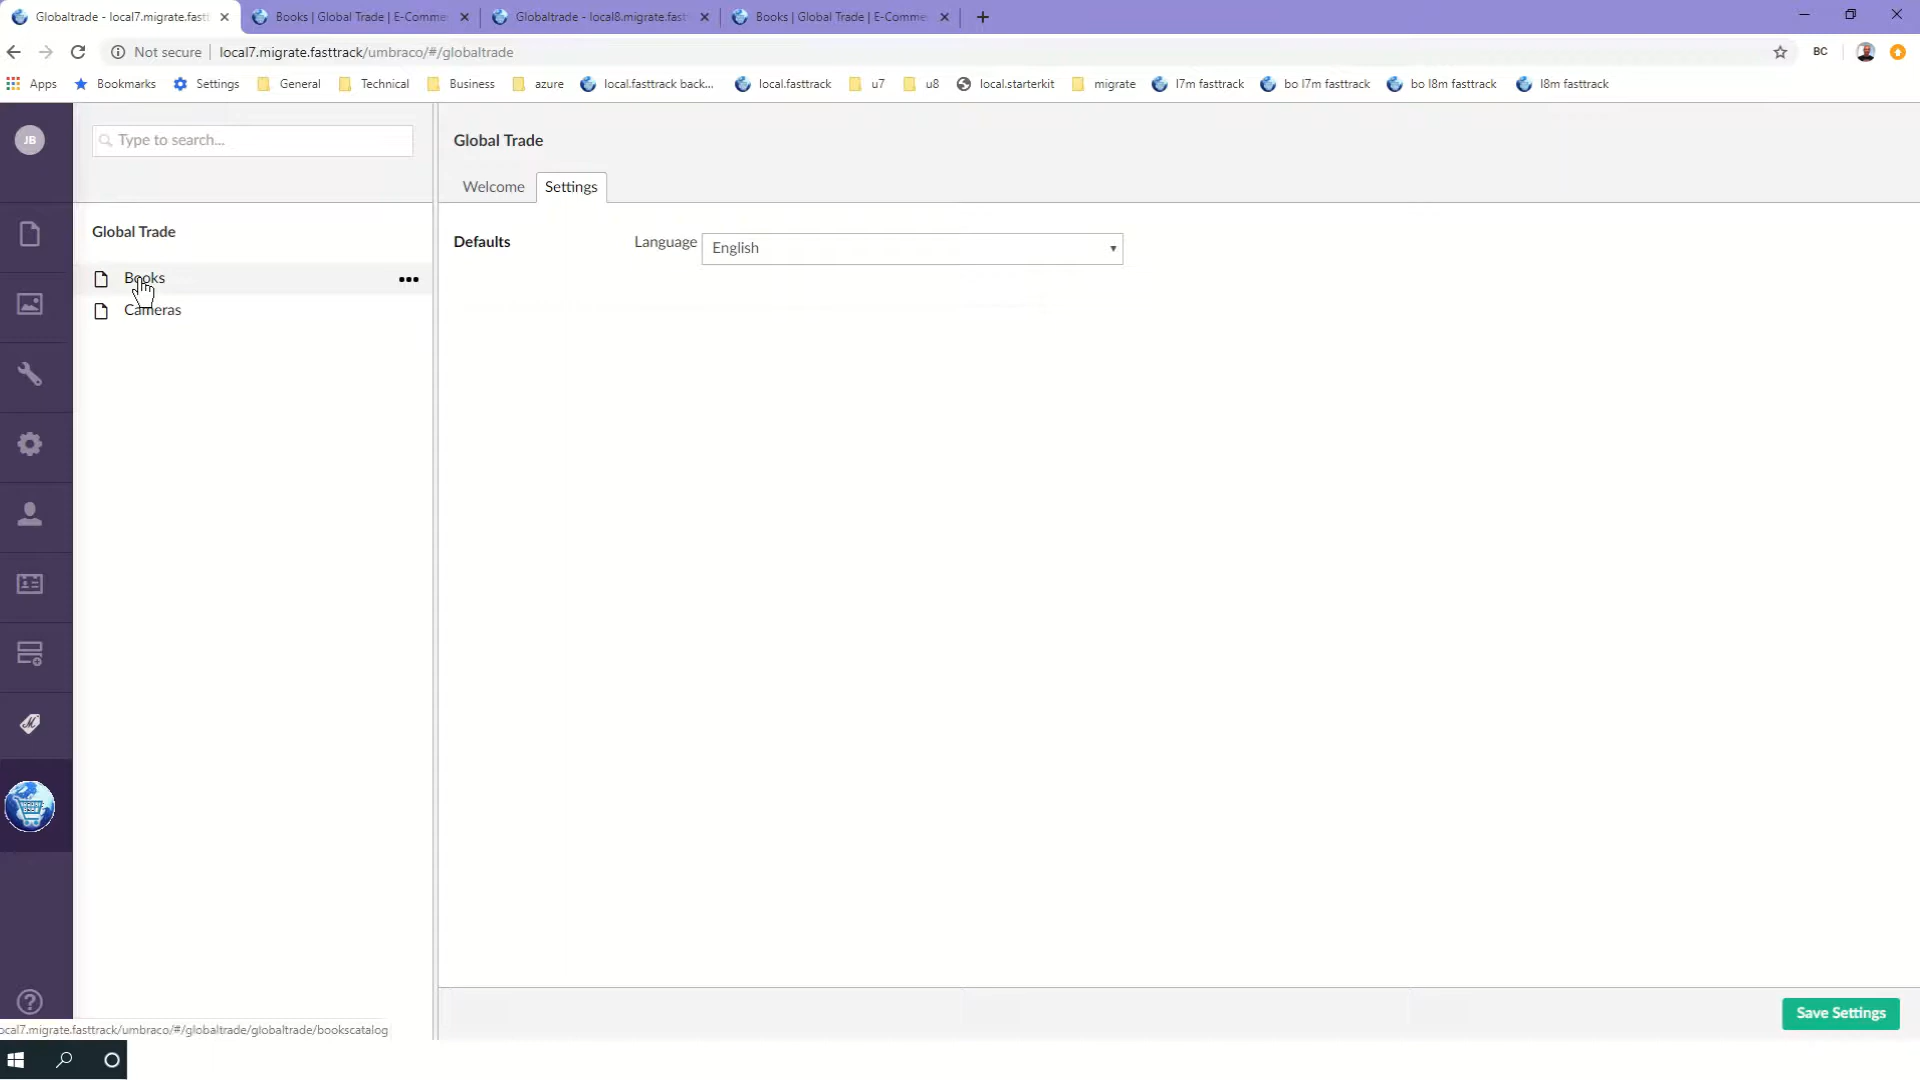 Globaltrade - local7.migrate.fastt
Books | Global Trade | E-Comme
Globaltrade - local8.migrate.fast
Books | Global Trade | E-Comme
Not secure
local7.migrate.fasttrack/umbraco/#/globaltrade
BC
Apps
Bookmarks
Settings
General
Technical
Business
azure
local.fasttrack back...
local.fasttrack
u7
u8
local.starterkit
migrate
l7m fasttrack
bo l7m fasttrack
bo l8m fasttrack
l8m fasttrack
JB
Type to search...
Global Trade
Welcome
Settings
Global Trade
Books
Cameras
Defaults
Language
English
Save Settings
ocal7.migrate.fasttrack/umbraco/#/globaltrade/globaltrade/bookscatalog